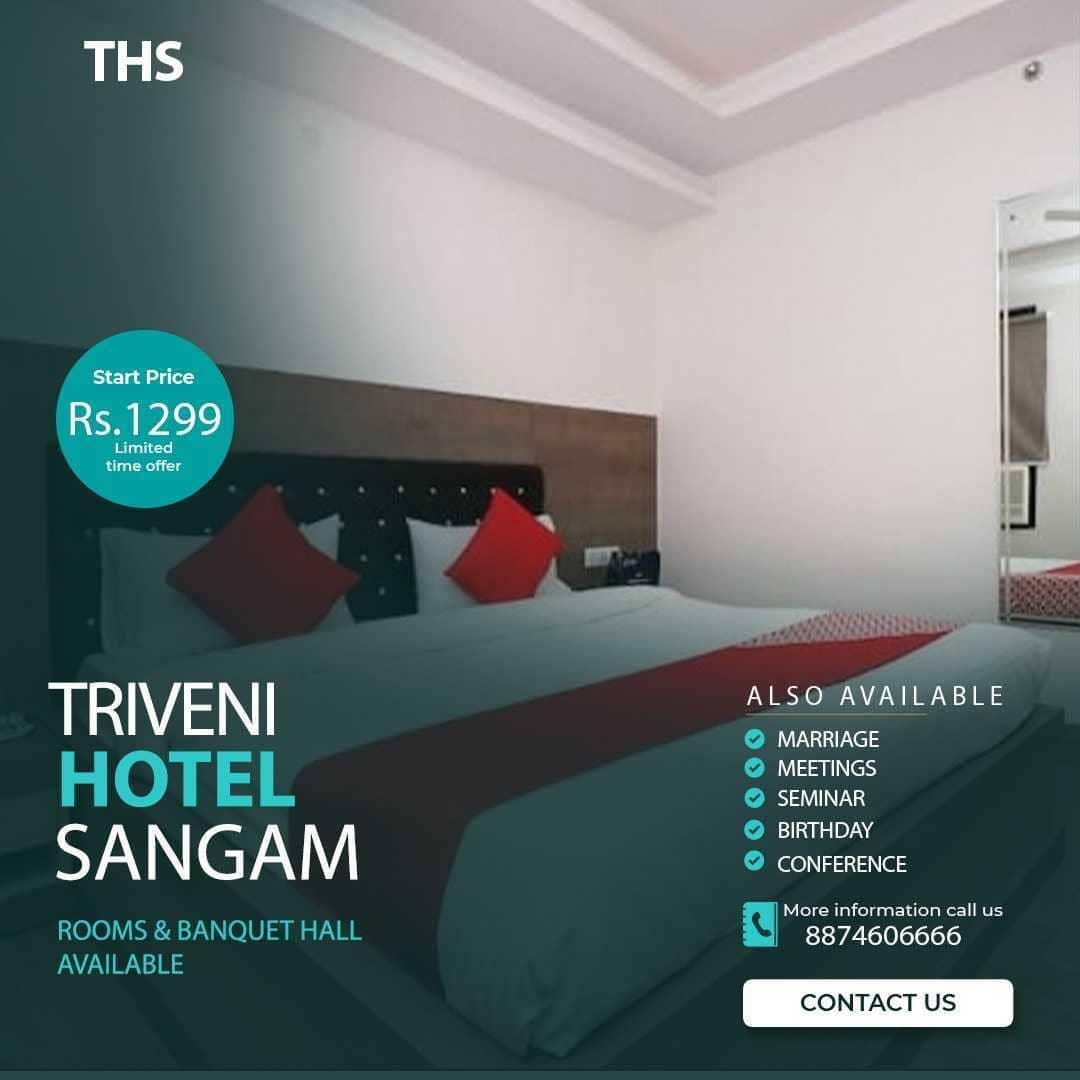 THS
Start Price
Rs.1299
Limited
time offer
TRIVENI
HOTEL
SANGAM
ROOMS & BANQUET HALL
AVAILABLE
ALSO AVAILABLE
MARRIAGE
MEETINGS
SEMINAR
BIRTHDAY
CONFERENCE
More information call us
8874606666
CONTACT US